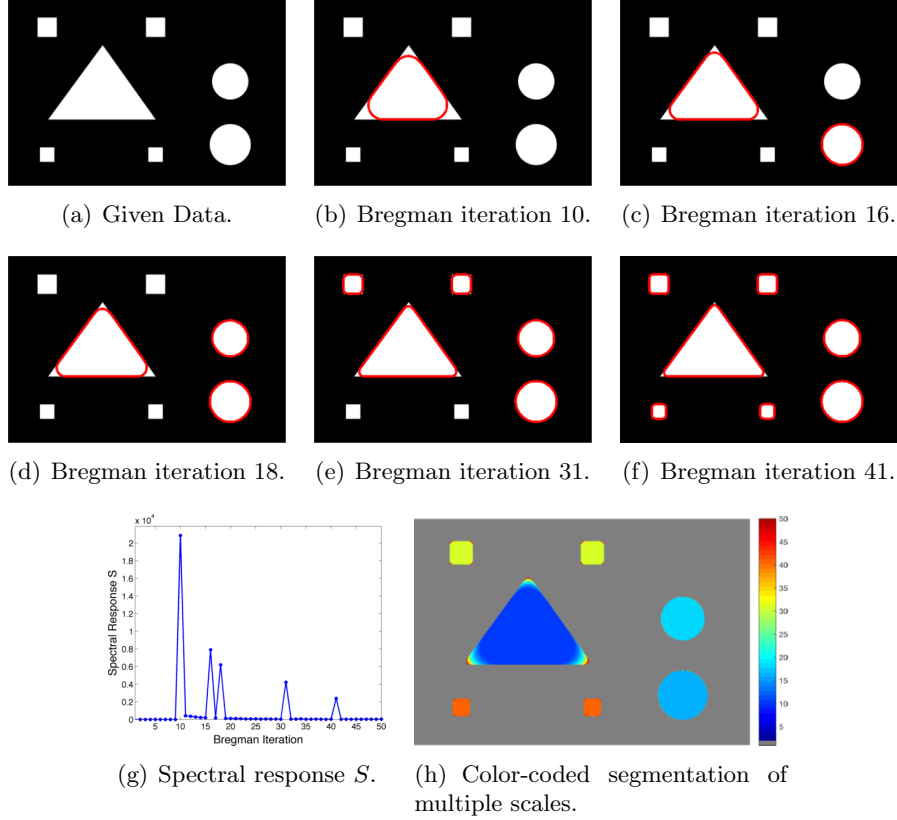 (a) Given Data.
(b) Bregman iteration 10.
(c) Bregman iteration 16.
(d) Bregman iteration 18.
(e) Bregman iteration 31.
(f) Bregman iteration 41.
x 10⁴
2
1.8
1.6
1.4
1.2
1
0.8
0.6
0.4
0.2
0
Spectral Response S
5 10 15 20 25 30 35 40 45 50
Bregman Iteration
50
45
40
35
30
25
20
15
10
5
(g) Spectral response S.
(h) Color-coded segmentation of
multiple scales.